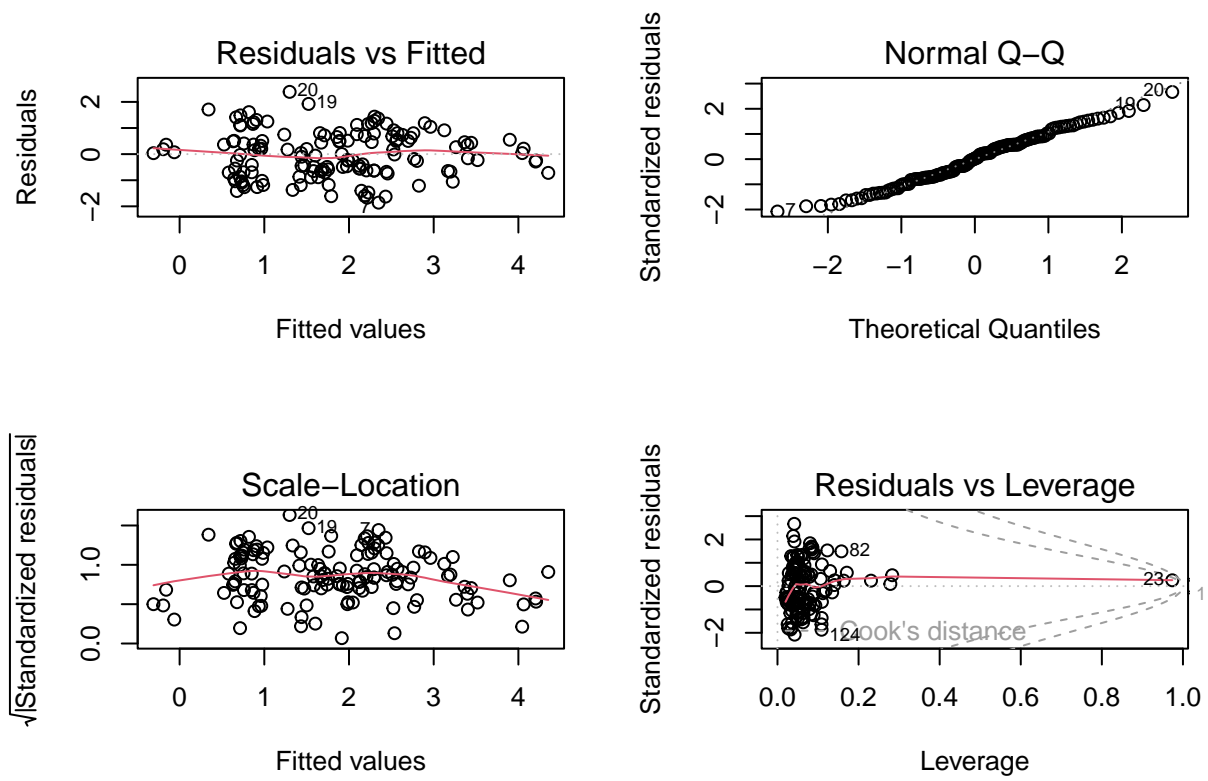 Residuals vs Fitted
Residuals
−2
0
2
20
19
7
0 1 2 3 4
Fitted values
Normal Q−Q
Standardized residuals
−2
0
2
20
19
7
−2 −1 0 1 2
Theoretical Quantiles
Scale−Location
√|Standardized residuals|
0.0
1.0
20
19
7
0 1 2 3 4
Fitted values
Residuals vs Leverage
Standardized residuals
−2
0
2
82
23
1
124
Cook's distance
0.0 0.2 0.4 0.6 0.8 1.0
Leverage